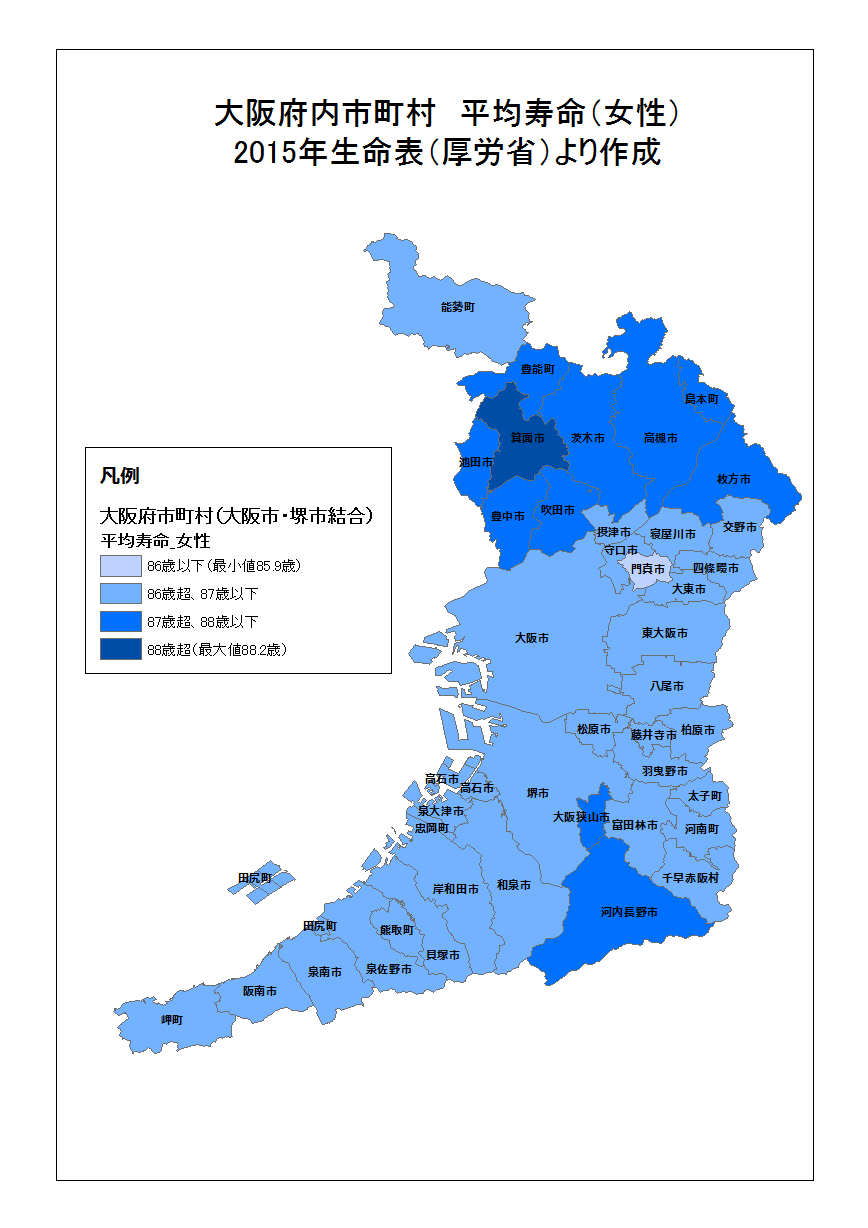 大阪府内市町村　平均寿命（女性）
2015年生命表（厚労省）より作成
能勢町
豊能町
島本町
箕面市
茨木市
高槻市
池田市
枚方市
豊中市
吹田市
摂津市
寝屋川市
交野市
守口市
門真市
四條畷市
大東市
大阪市
東大阪市
八尾市
松原市
藤井寺市
柏原市
羽曳野市
高石市
高石市
堺市
太子町
泉大津市
大阪狭山市
富田林市
河南町
忠岡町
田尻町
岸和田市
和泉市
千早赤阪村
河内長野市
田尻町
熊取町
貝塚市
泉南市
泉佐野市
阪南市
岬町
凡例
大阪府市町村（大阪市・堺市結合）
平均寿命_女性
86歳以下（最小値85.9歳）
86歳超、87歳以下
87歳超、88歳以下
88歳超（最大値88.2歳）